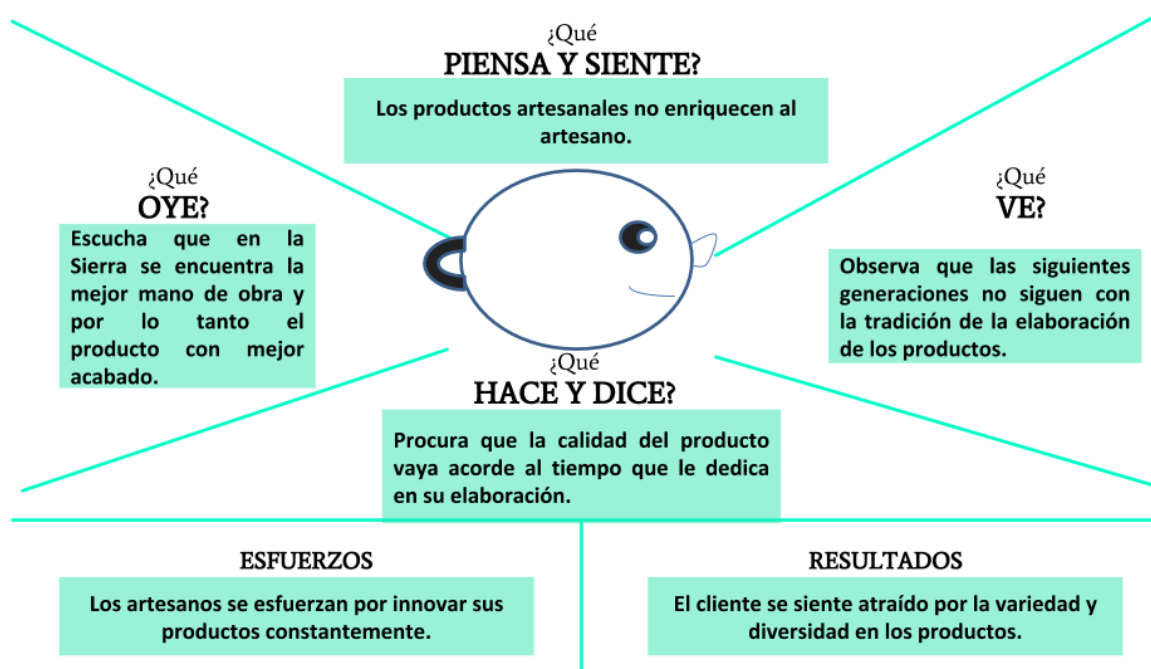 ¿Qué
PIENSA Y SIENTE?
Los productos artesanales no enriquecen al
artesano.
¿Qué
OYE?
Escucha que en la
Sierra se encuentra la
mejor mano de obra y
por lo tanto el
producto con mejor
acabado.
¿Qué
VE?
Observa que las siguientes
generaciones no siguen con
la tradición de la elaboración
de los productos.
¿Qué
HACE Y DICE?
Procura que la calidad del producto
vaya acorde al tiempo que le dedica
en su elaboración.
ESFUERZOS
Los artesanos se esfuerzan por innovar sus
productos constantemente.
RESULTADOS
El cliente se siente atraído por la variedad y
diversidad en los productos.